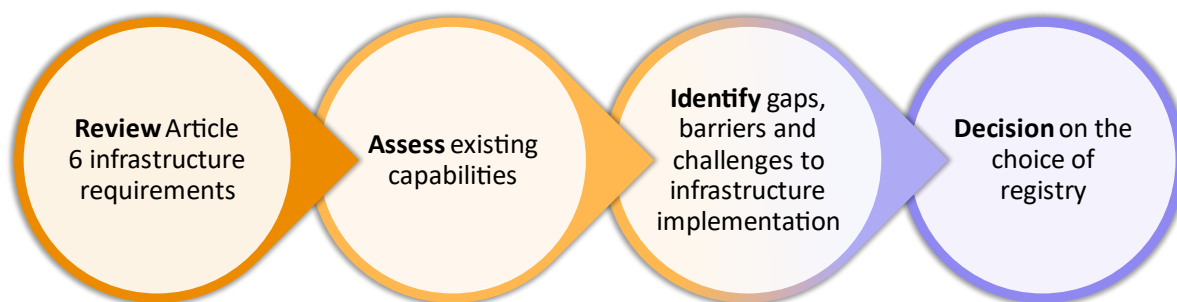 Review Article
6 infrastructure
requirements
Assess existing
capabilities
Identify gaps,
barriers and
challenges to
infrastructure
implementation
Decision on the
choice of
registry